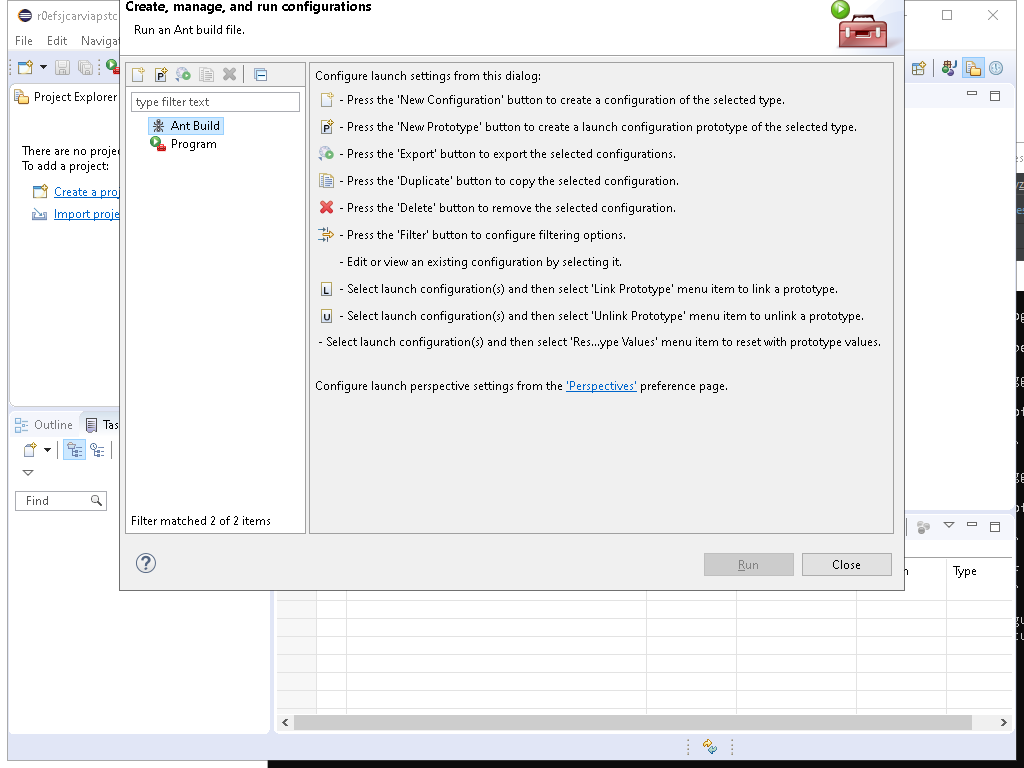 r0efsjcarviapstc
Create, manage, and run configurations
Run an Ant build file.
File Edit Naviga
Project Explorer
type filter text
Ant Build
Program
There are no
To add a project:
Create a
Import
Configure launch settings from this dialog:
- Press the 'New Configuration' button to create a configuration of the selected type.
- Press the 'New Prototype' button to create a launch configuration prototype of the selected type.
- Press the 'Export' button to export the selected configurations.
- Press the 'Duplicate' button to copy the selected configuration.
- Press the 'Delete' button to remove the selected configuration.
- Press the 'Filter' button to configure filtering options.
- Edit or view an existing configuration by selecting it.
L - Select launch configuration(s) and then select 'Link Prototype' menu item to link a prototype.
U - Select launch configuration(s) and then select 'Unlink Prototype' menu item to unlink a prototype.
- Select launch configuration(s) and then select 'Res...ype Values' menu item to reset with prototype values.
Configure launch perspective settings from the 'Perspectives' preference page.
Outline Tas
Find
Filter matched 2 of 2 items
Run Close
Type